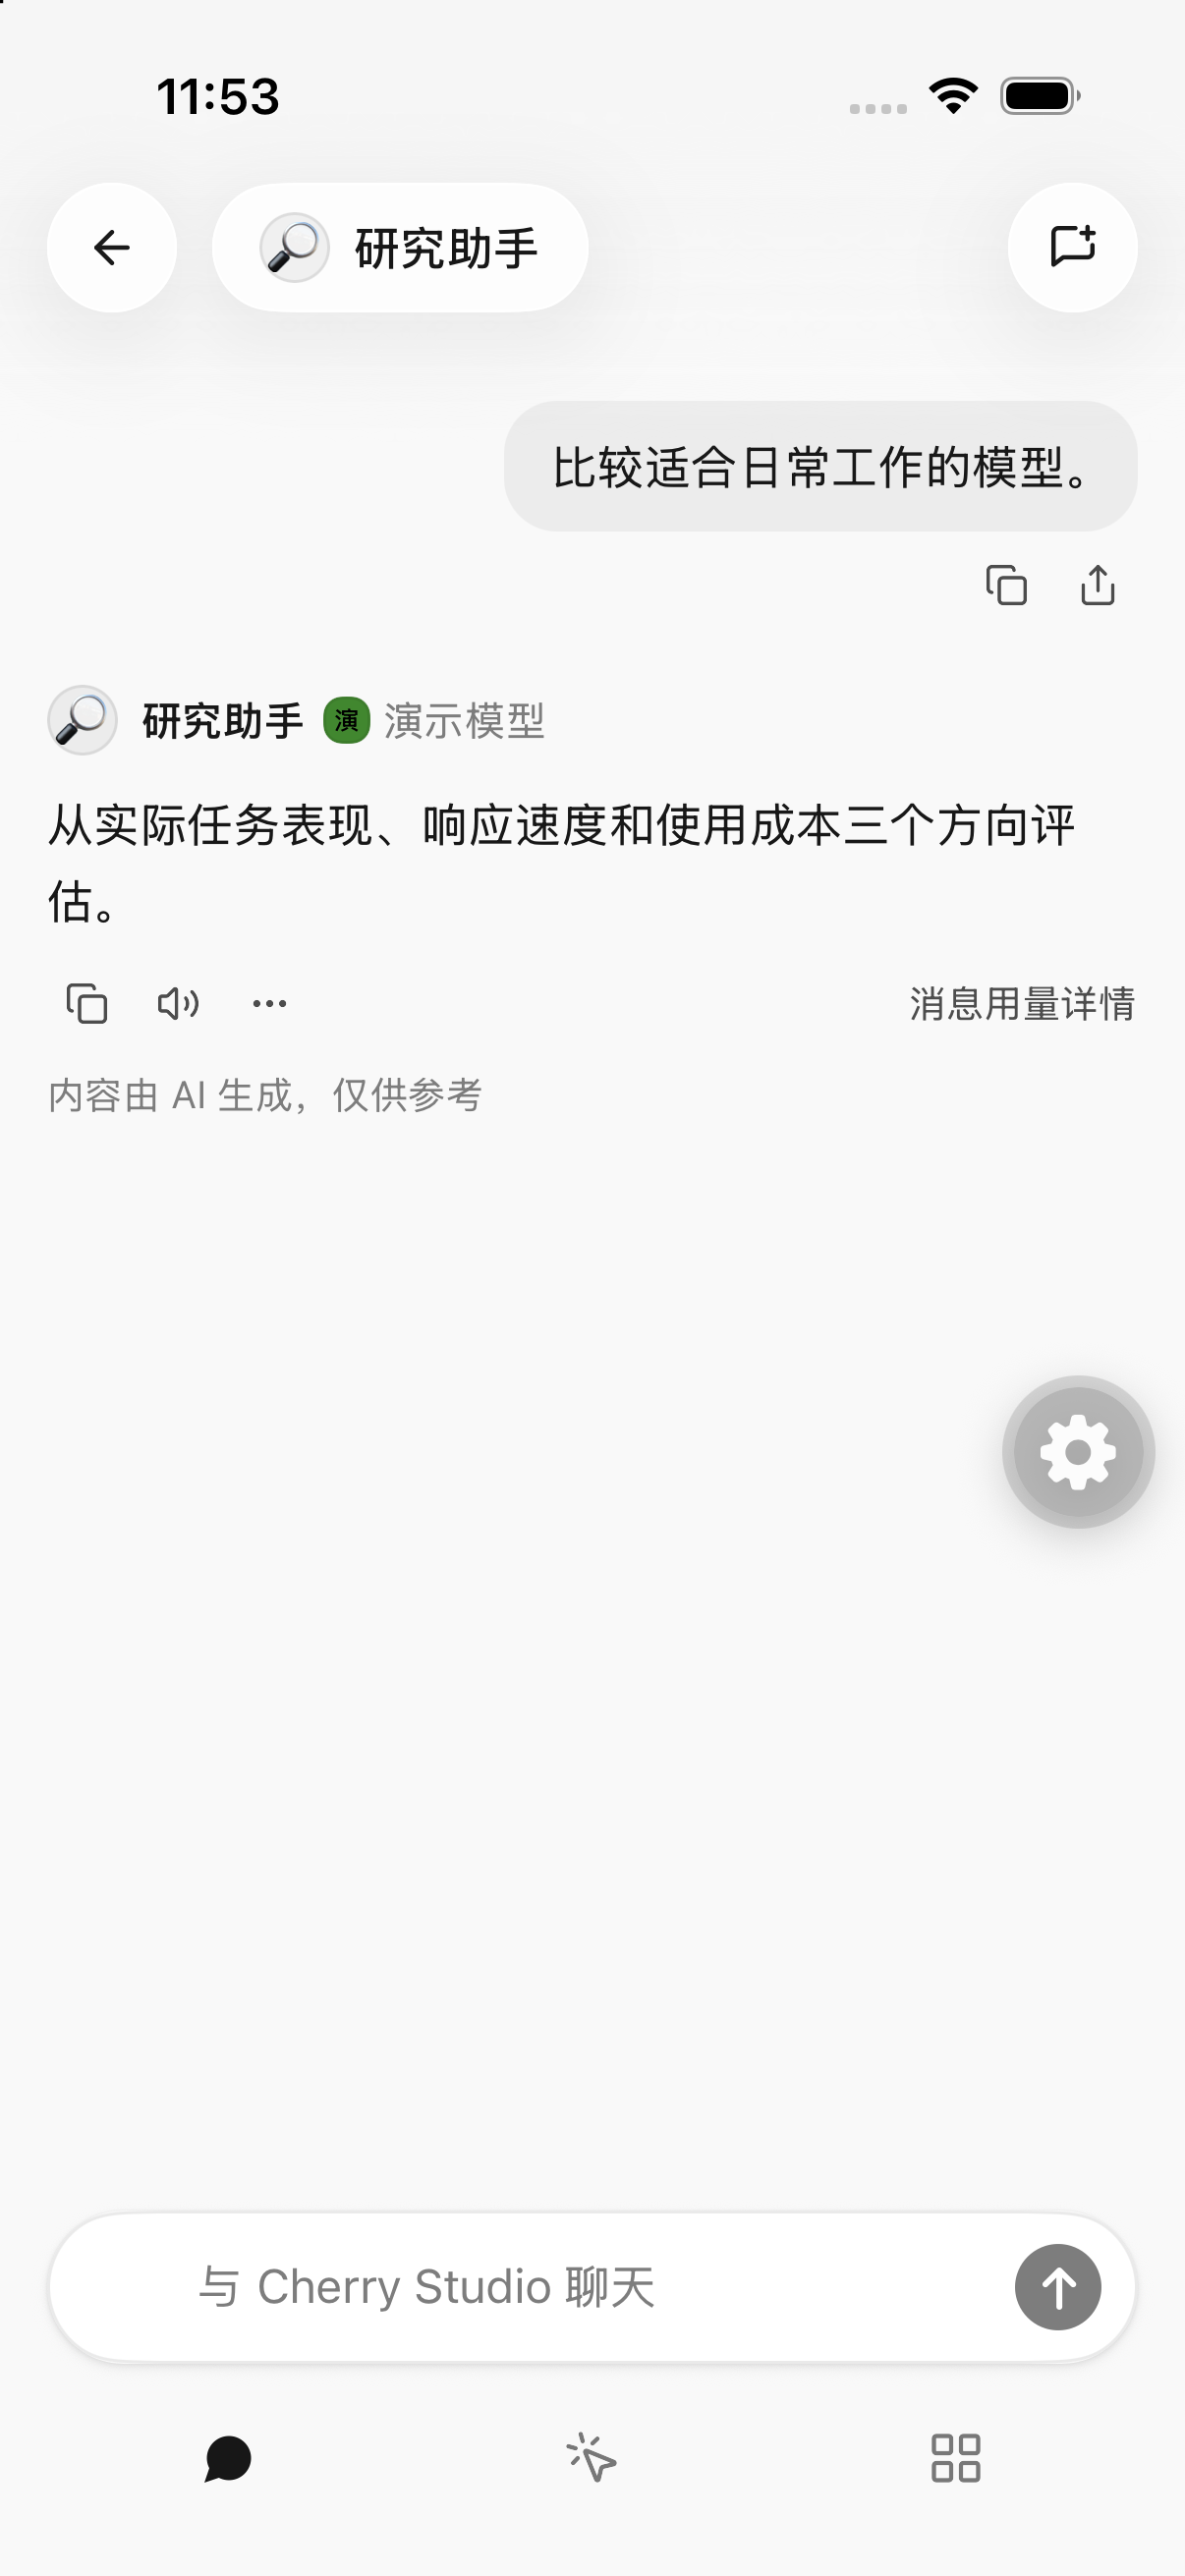 11:53
研究助手
比较适合日常工作的模型。
研究助手 演 演示模型
从实际任务表现、响应速度和使用成本三个方向评
估。
消息用量详情
内容由 AI 生成，仅供参考
与 Cherry Studio 聊天